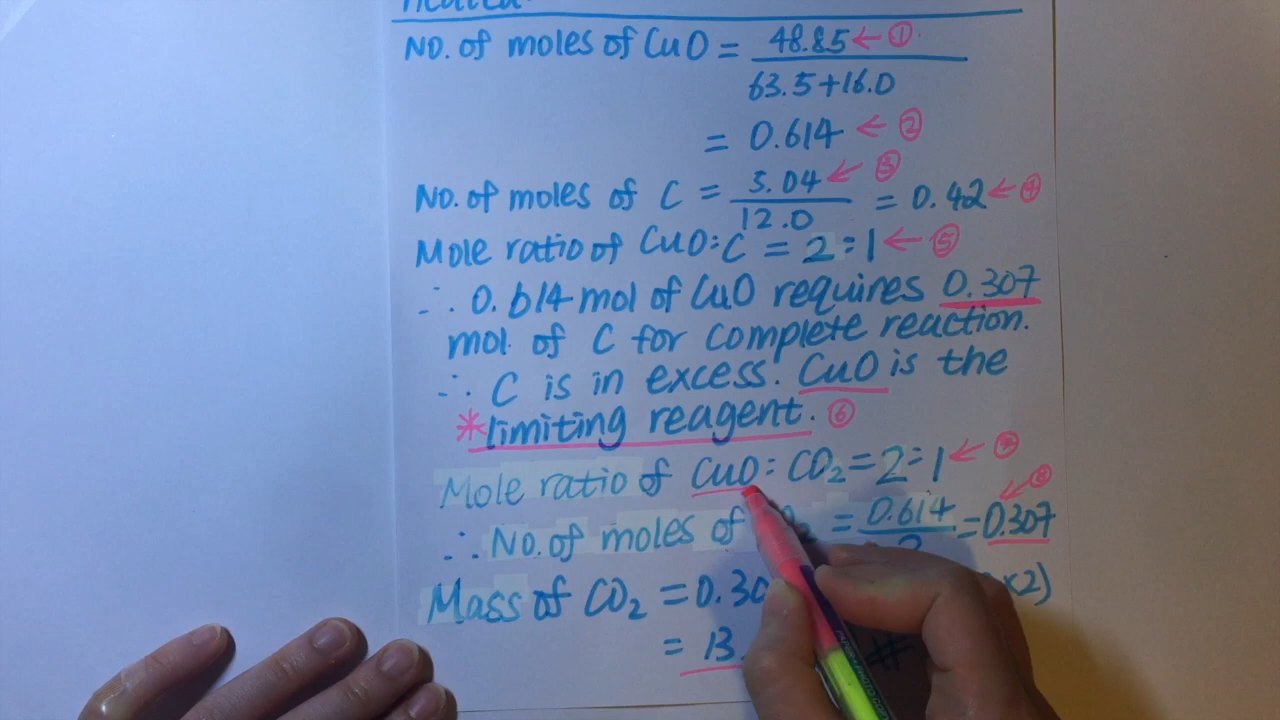 heated.
No. of moles of CuO = 48.85 ← ①
63.5+16.0
= 0.614 ← ②
No. of moles of C = 5.04 ← ③
12.0
= 0.42 ← ④
Mole ratio of CuO:C = 2:1 ← ⑤
∴ 0.614 mol of CuO requires 0.307
mol of C for complete reaction.
∴ C is in excess. CuO is the
*limiting reagent. ⑥
Mole ratio of CuO:CO₂=2:1 ←
∴ No. of moles of = 0.614 = 0.307
2
Mass of CO₂ = 0.30 ×2)
= 13. #